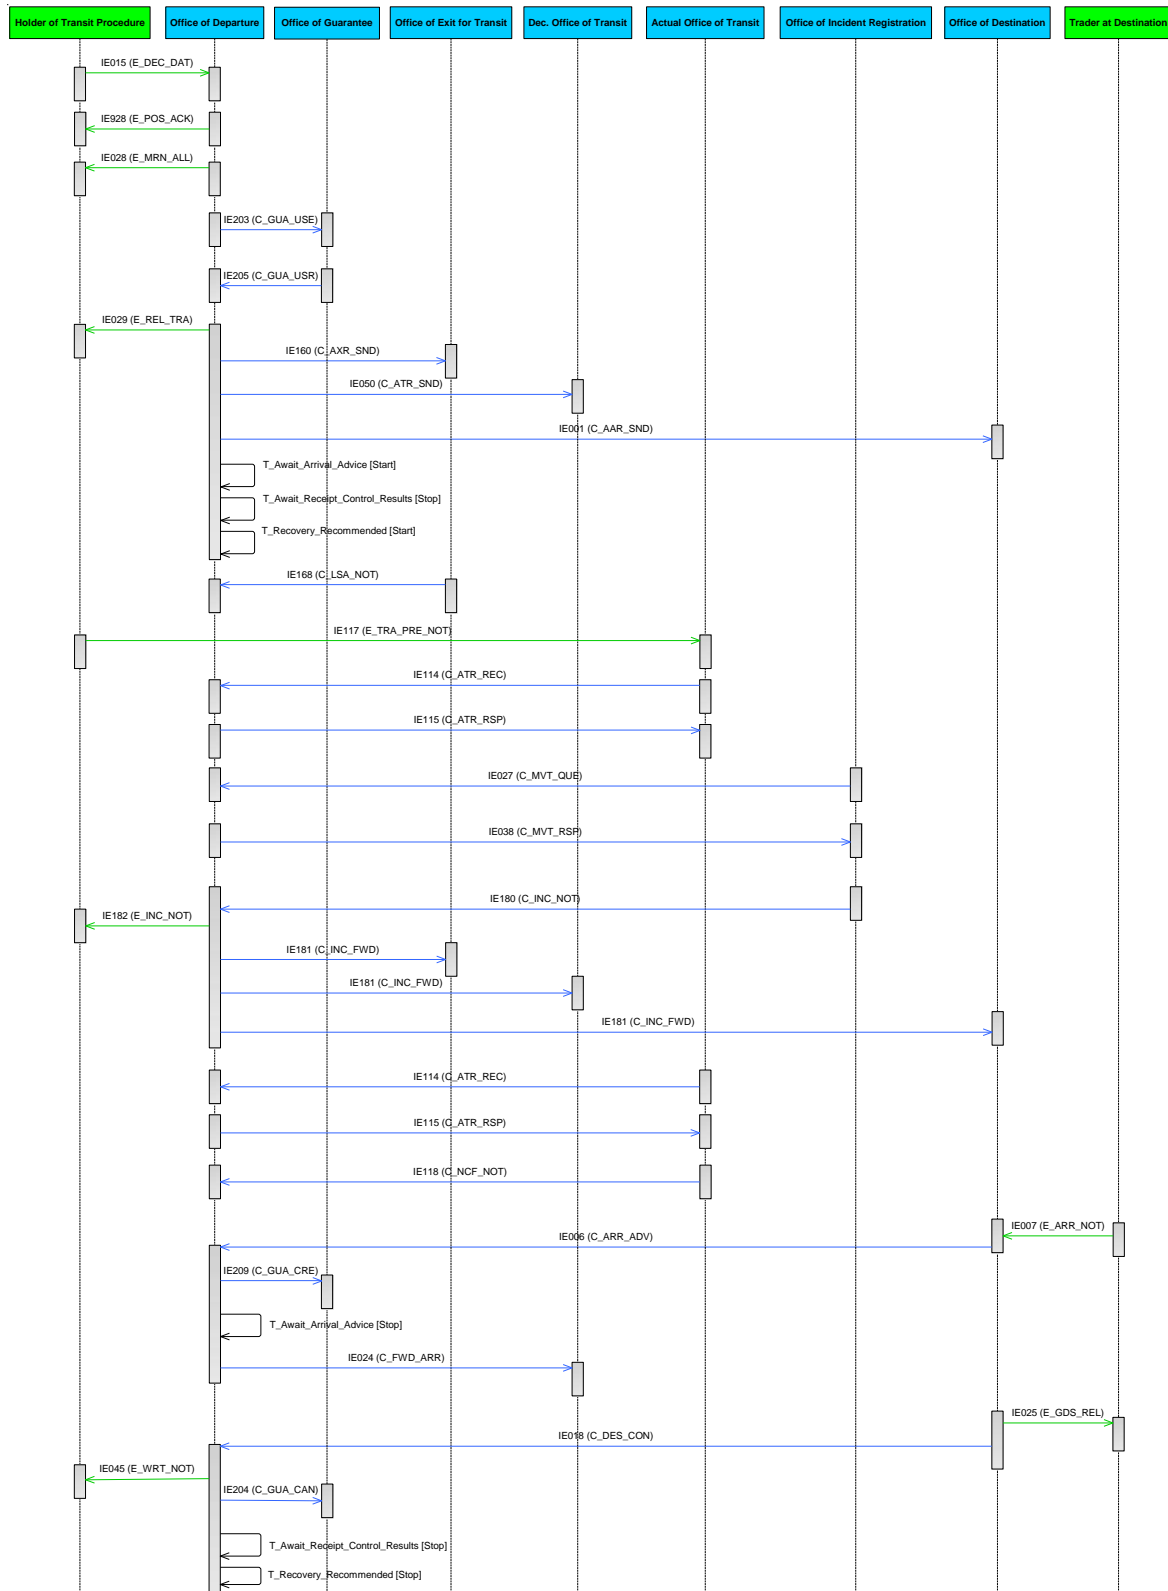 Holder of Transit Procedure
Office of Departure
Office of Guarantee
Office of Exit for Transit
Dec. Office of Transit
Actual Office of Transit
Office of Incident Registration
Office of Destination
Trader at Destination
IE015 (E_DEC_DAT)
IE928 (E_POS_ACK)
IE028 (E_MRN_ALL)
IE203 (C_GUA_USE)
IE205 (C_GUA_USR)
IE029 (E_REL_TRA)
IE160 (C_AXR_SND)
IE050 (C_ATR_SND)
IE001 (C_AAR_SND)
T_Await_Arrival_Advice [Start]
T_Await_Receipt_Control_Results [Stop]
T_Recovery_Recommended [Start]
IE168 (C_LSA_NOT)
IE117 (E_TRA_PRE_NOT)
IE114 (C_ATR_REC)
IE115 (C_ATR_RSP)
IE027 (C_MVT_QUE)
IE038 (C_MVT_RSP)
IE180 (C_INC_NOT)
IE182 (E_INC_NOT)
IE181 (C_INC_FWD)
IE181 (C_INC_FWD)
IE181 (C_INC_FWD)
IE114 (C_ATR_REC)
IE115 (C_ATR_RSP)
IE118 (C_NCF_NOT)
IE007 (E_ARR_NOT)
IE006 (C_ARR_ADV)
IE209 (C_GUA_CRE)
T_Await_Arrival_Advice [Stop]
IE024 (C_FWD_ARR)
IE025 (E_GDS_REL)
IE018 (C_DES_CON)
IE045 (E_WRT_NOT)
IE204 (C_GUA_CAN)
T_Await_Receipt_Control_Results [Stop]
T_Recovery_Recommended [Stop]